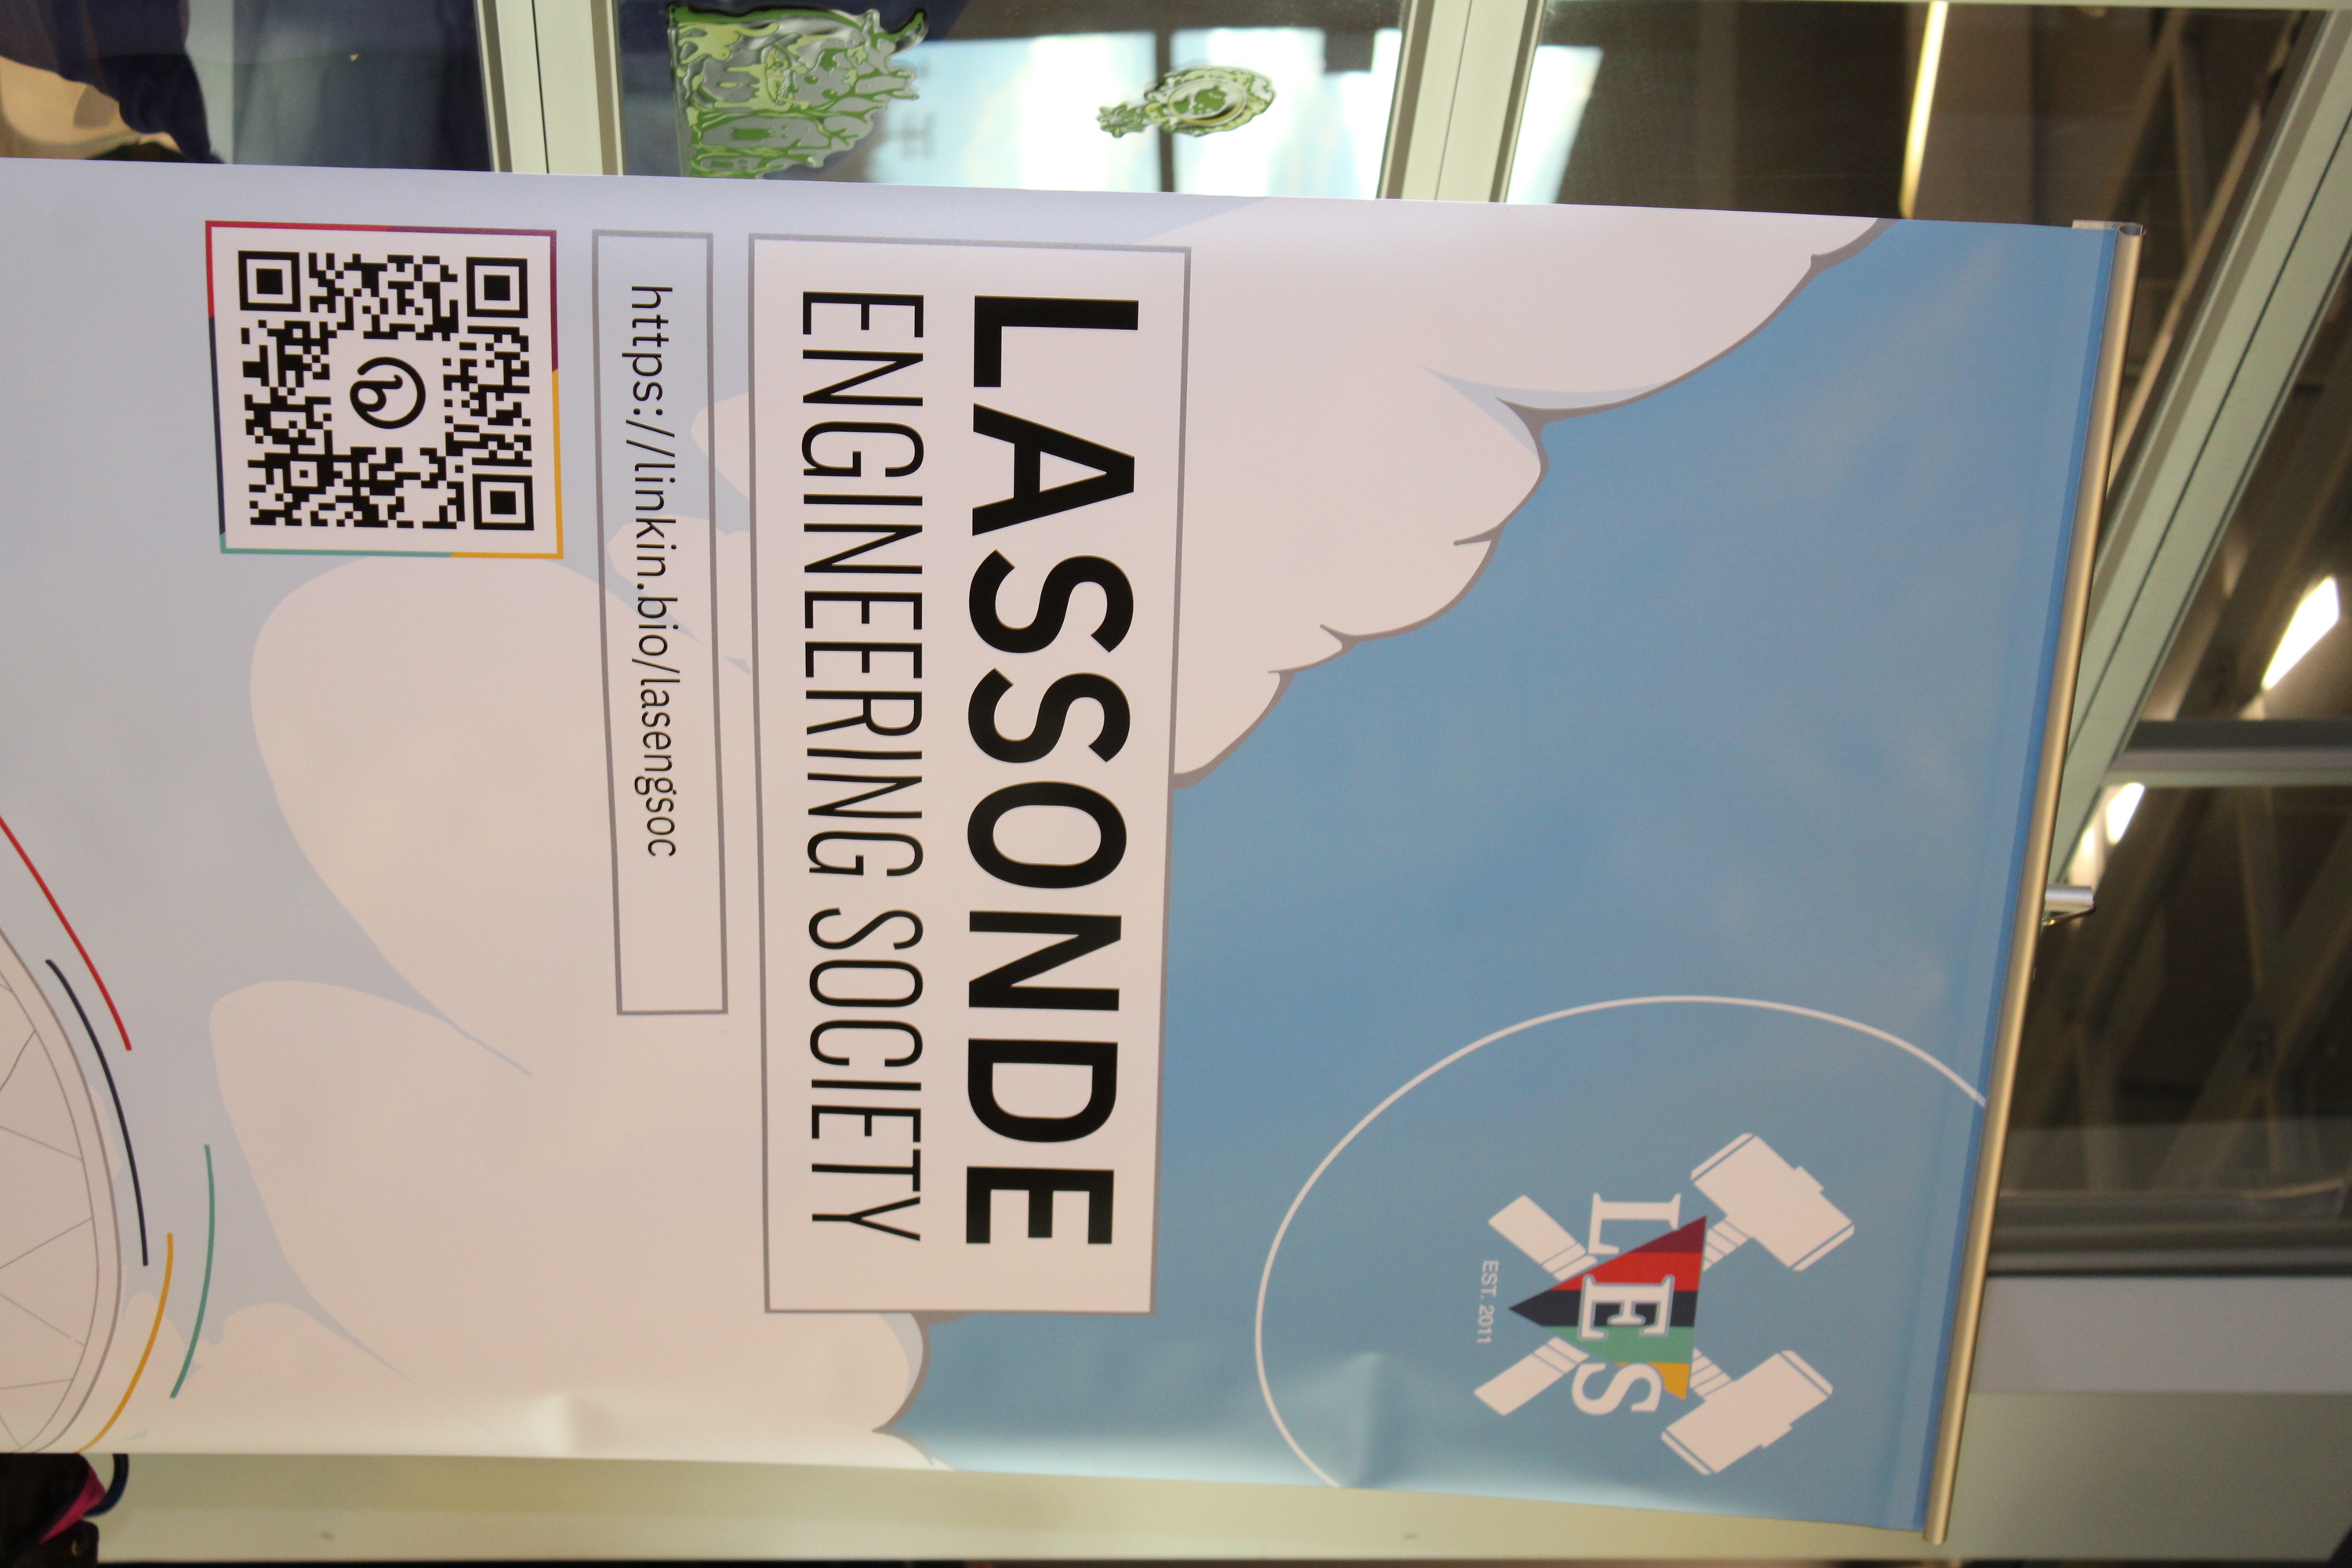 LES
EST. 2011
LASSONDE
ENGINEERING SOCIETY
https://linkin.bio/lasengsoc